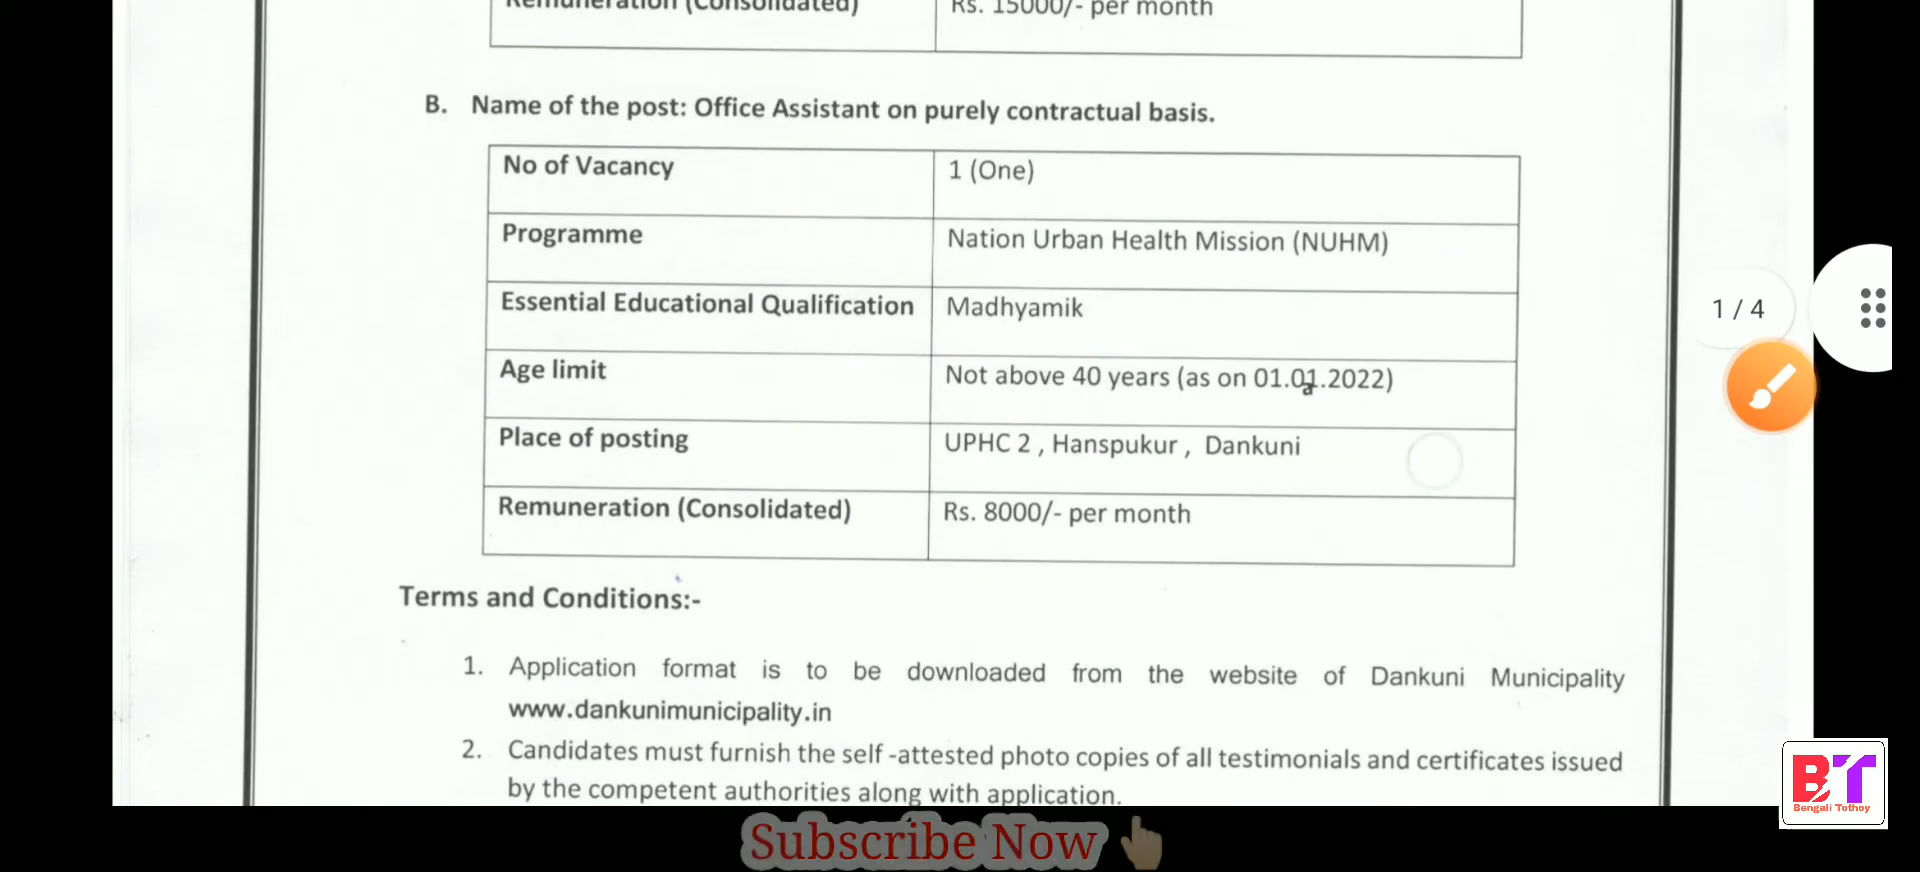 Remuneration (Consolidated) Rs. 15000/- per month
B. Name of the post: Office Assistant on purely contractual basis.
No of Vacancy 1 (One)
Programme Nation Urban Health Mission (NUHM)
Essential Educational Qualification Madhyamik
Age limit Not above 40 years (as on 01.01.2022)
Place of posting UPHC 2 , Hanspukur , Dankuni
Remuneration (Consolidated) Rs. 8000/- per month
1 / 4
Terms and Conditions:-
1. Application format is to be downloaded from the website of Dankuni Municipality
www.dankunimunicipality.in
2. Candidates must furnish the self -attested photo copies of all testimonials and certificates issued
by the competent authorities along with application.
BT
Bengali Tothoy
Subscribe Now